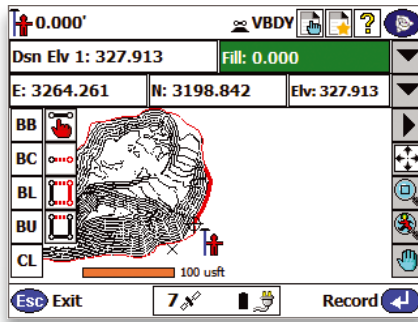 0.000' VBDY ?
Dsn Elv 1: 327.913 Fill: 0.000
E: 3264.261 N: 3198.842 Elv: 327.913
BB
BC
BL
BU
CL
100 usft
Esc Exit 7 Record